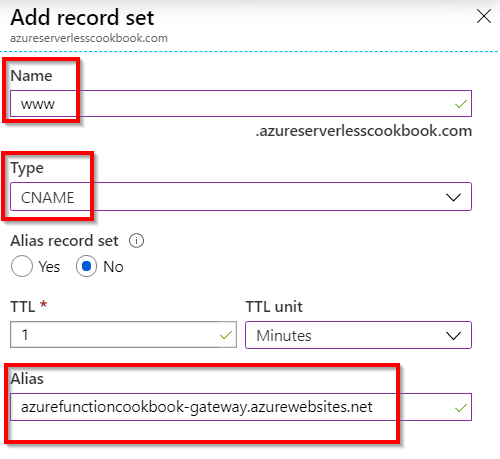 Add record set
azureserverlesscookbook.com
Name
www
.azureserverlesscookbook.com
Type
CNAME
Alias record set
Yes No
TTL * TTL unit
1 Minutes
Alias
azurefunctioncookbook-gateway.azurewebsites.net